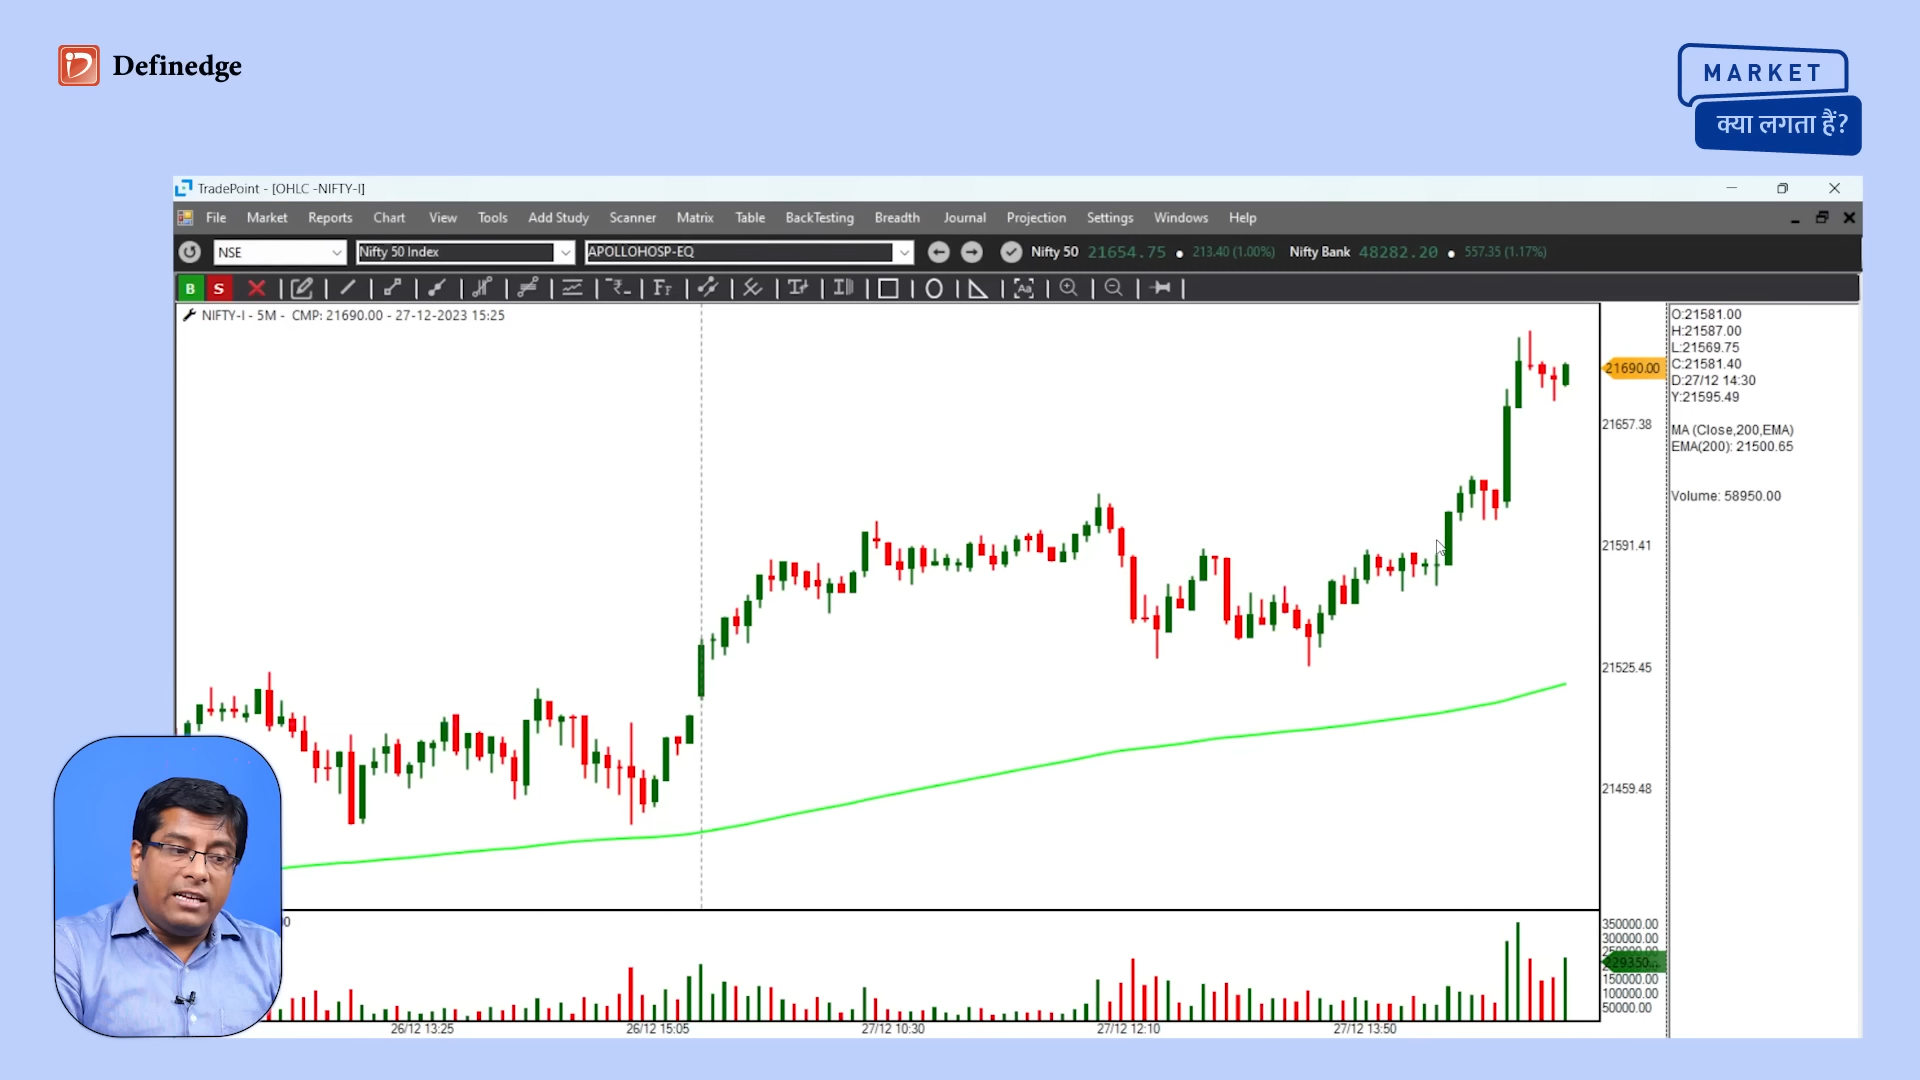 Definedge
MARKET
क्या लगता हैं?
TradePoint - [OHLC -NIFTY-I]
File Market Reports Chart View Tools Add Study Scanner Matrix Table BackTesting Breadth Journal Projection Settings Windows Help
NSE Nifty 50 Index APOLLOHOSP-EQ Nifty 50 21654.75 213.40 (1.00%) Nifty Bank 48282.20 557.35 (1.17%)
B S
NIFTY-I - 5M - CMP: 21690.00 - 27-12-2023 15:25
21690.00
21657.38
21591.41
21525.45
21459.48
O:21581.00
H:21587.00
L:21569.75
C:21581.40
D:27/12 14:30
Y:21595.49
MA (Close,200,EMA)
EMA(200): 21500.65
Volume: 58950.00
350000.00
300000.00
150000.00
100000.00
50000.00
26/12 13:25 26/12 15:05 27/12 10:30 27/12 12:10 27/12 13:50